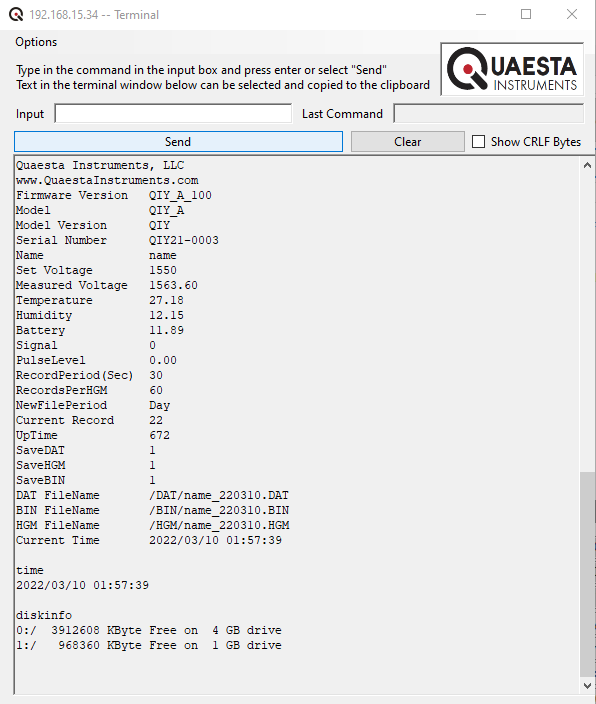 192.168.15.34 -- Terminal
Options
QUAESTA
INSTRUMENTS
Type in the command in the input box and press enter or select "Send"
Text in the terminal window below can be selected and copied to the clipboard
Input Last Command
Send Clear Show CRLF Bytes
Quaesta Instruments, LLC
www.QuaestaInstruments.com
Firmware Version QIY_A_100
Model QIY_A
Model Version QIY
Serial Number QIY21-0003
Name name
Set Voltage 1550
Measured Voltage 1563.60
Temperature 27.18
Humidity 12.15
Battery 11.89
Signal 0
PulseLevel 0.00
RecordPeriod(Sec) 30
RecordsPerHGM 60
NewFilePeriod Day
Current Record 22
UpTime 672
SaveDAT 1
SaveHGM 1
SaveBIN 1
DAT FileName /DAT/name_220310.DAT
BIN FileName /BIN/name_220310.BIN
HGM FileName /HGM/name_220310.HGM
Current Time 2022/03/10 01:57:39
time
2022/03/10 01:57:39
diskinfo
0:/ 3912608 KByte Free on 4 GB drive
1:/ 968360 KByte Free on 1 GB drive